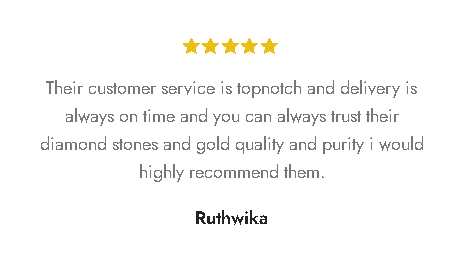 Their customer service is topnotch and delivery is
always on time and you can always trust their
diamond stones and gold quality and purity i would
highly recommend them.
Ruthwika